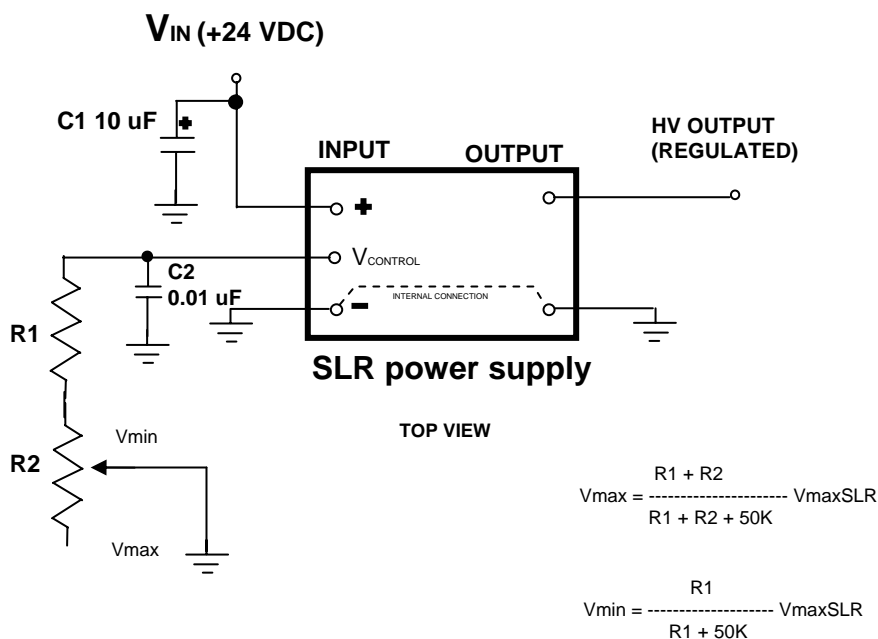 VIN (+24 VDC)
C1 10 uF +
INPUT
OUTPUT
HV OUTPUT
(REGULATED)
+
VCONTROL
C2
0.01 uF
-
INTERNAL CONNECTION
R1
SLR power supply
TOP VIEW
Vmin
R2
Vmax
R1 + R2
Vmax = ---------------------- VmaxSLR
R1 + R2 + 50K
R1
Vmin = ------------------- VmaxSLR
R1 + 50K